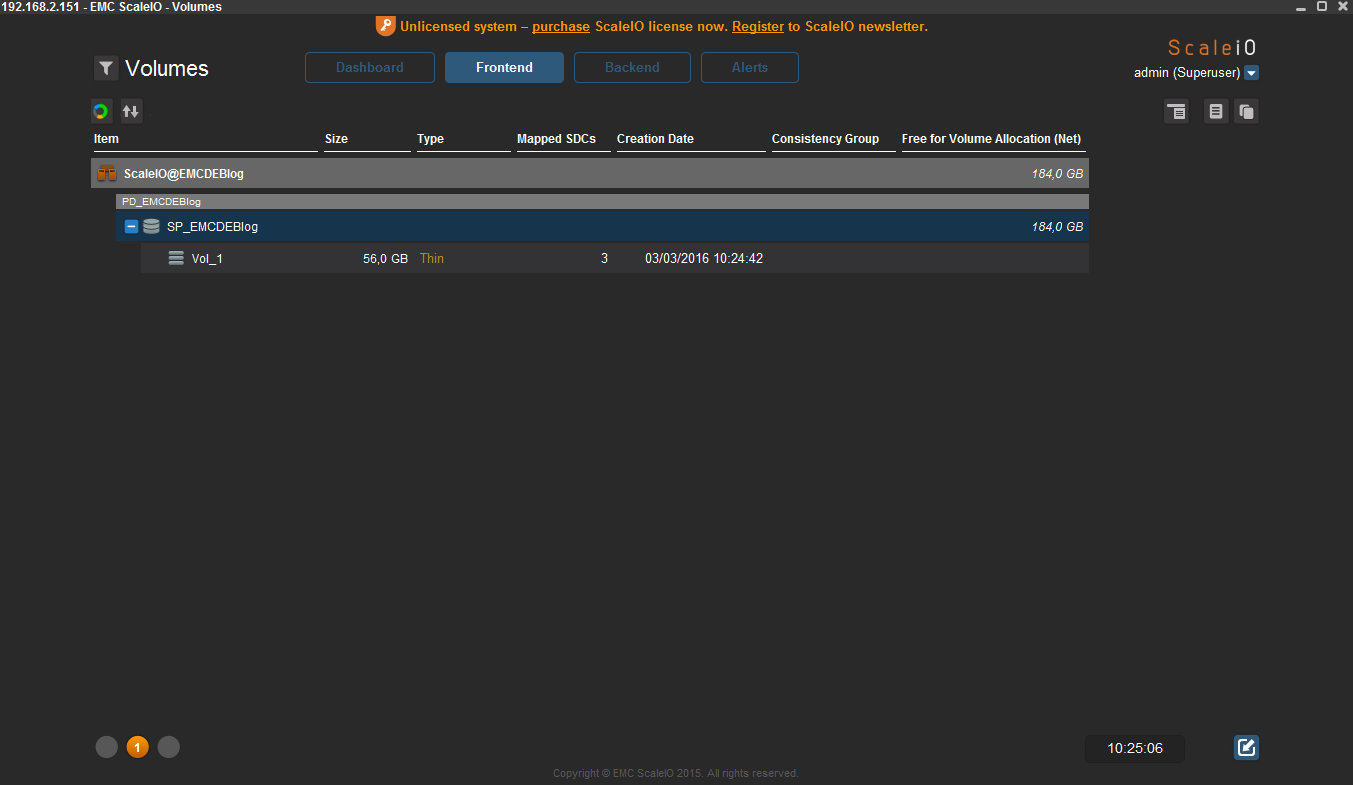 192.168.2.151 - EMC ScaleIO - Volumes
Unlicensed system – purchase ScaleIO license now. Register to ScaleIO newsletter.
ScaleiO
Volumes Dashboard Frontend Backend Alerts
admin (Superuser)
Item Size Type Mapped SDCs Creation Date Consistency Group Free for Volume Allocation (Net)
ScaleIO@EMCDEBlog 184,0 GB
PD_EMCDEBlog
SP_EMCDEBlog 184,0 GB
Vol_1 56,0 GB Thin 3 03/03/2016 10:24:42
1 10:25:06
Copyright © EMC ScaleIO 2015. All rights reserved.